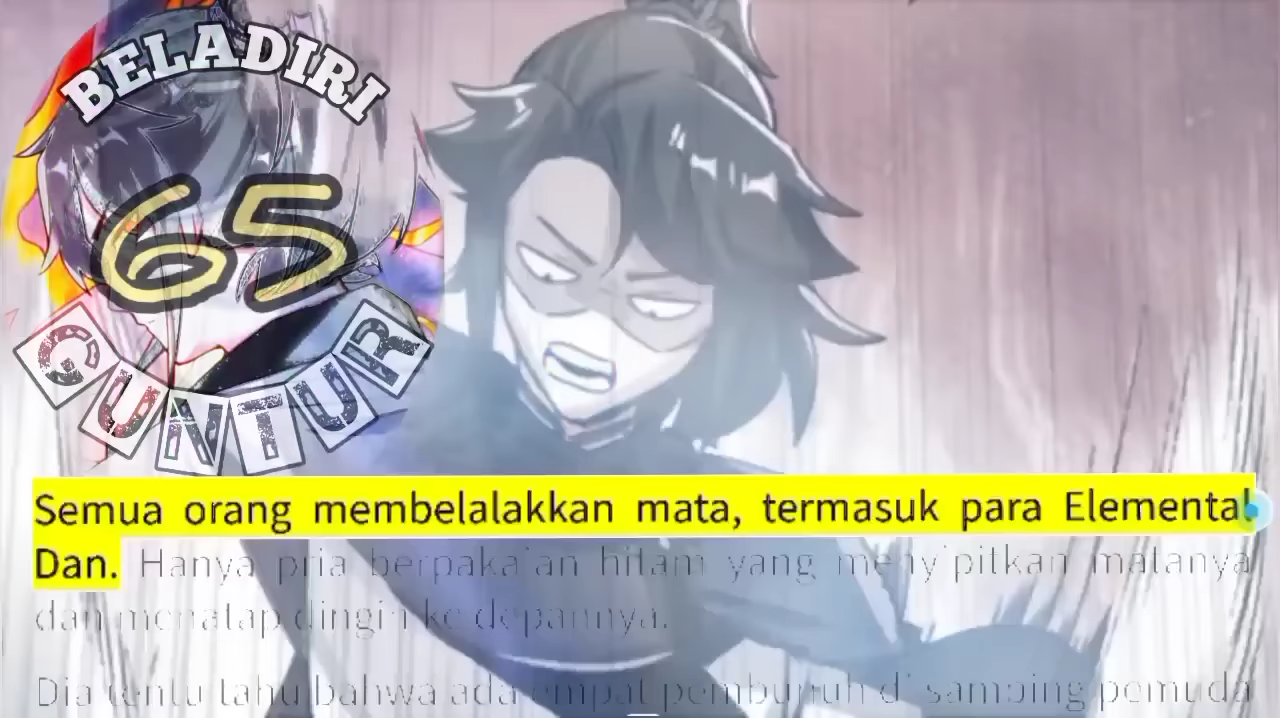 BELADIRI
65
GUNTUR
Semua orang membelalakkan mata, termasuk para Elemental
Dan. Hanya pria berpakaian hitam yang menyipitkan matanya
dan menatap dingin ke depannya.
Dia tentu tahu bahwa ada empat pembunuh di samping pemuda